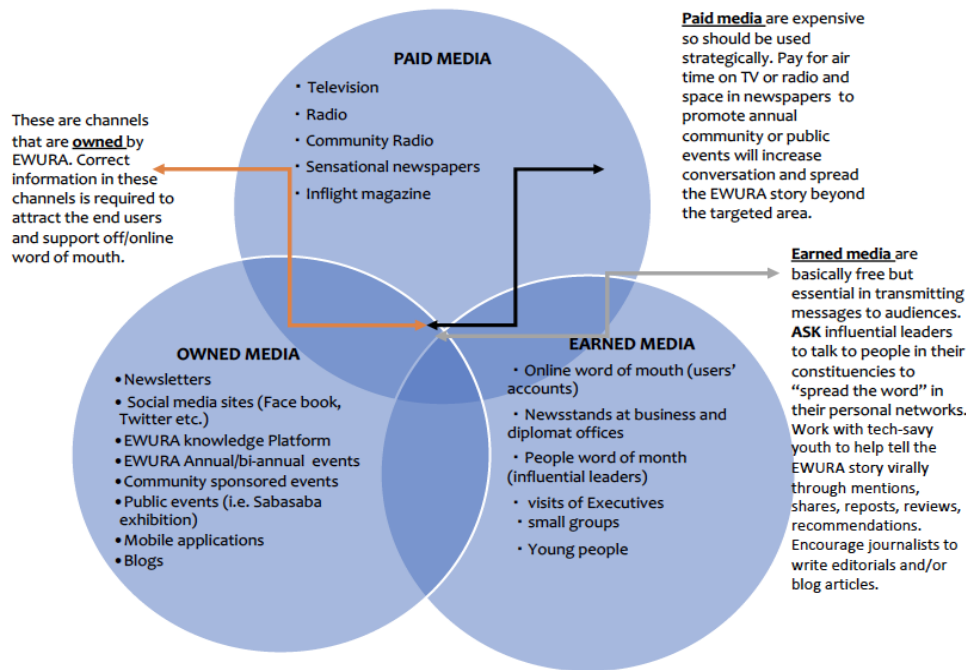 PAID MEDIA
· Television
· Radio
· Community Radio
· Sensational newspapers
· Inflight magazine
Paid media are expensive
so should be used
strategically. Pay for air
time on TV or radio and
space in newspapers to
promote annual
community or public
events will increase
conversation and spread
the EWURA story beyond
the targeted area.
These are channels
that are owned by
EWURA. Correct
information in these
channels is required to
attract the end users
and support off/online
word of mouth.
Earned media are
basically free but
essential in transmitting
messages to audiences.
ASK influential leaders
to talk to people in their
constituencies to
“spread the word” in
their personal networks.
Work with tech-savy
youth to help tell the
EWURA story virally
through mentions,
shares, reposts, reviews,
recommendations.
Encourage journalists to
write editorials and/or
blog articles.
OWNED MEDIA
•Newsletters
• Social media sites (Face book,
Twitter etc.)
•EWURA knowledge Platform
•EWURA Annual/bi-annual events
•Community sponsored events
•Public events (i.e. Sabasaba
exhibition)
•Mobile applications
•Blogs
EARNED MEDIA
· Online word of mouth (users’
accounts)
· Newsstands at business and
diplomat offices
· People word of month
(influential leaders)
· visits of Executives
· small groups
· Young people